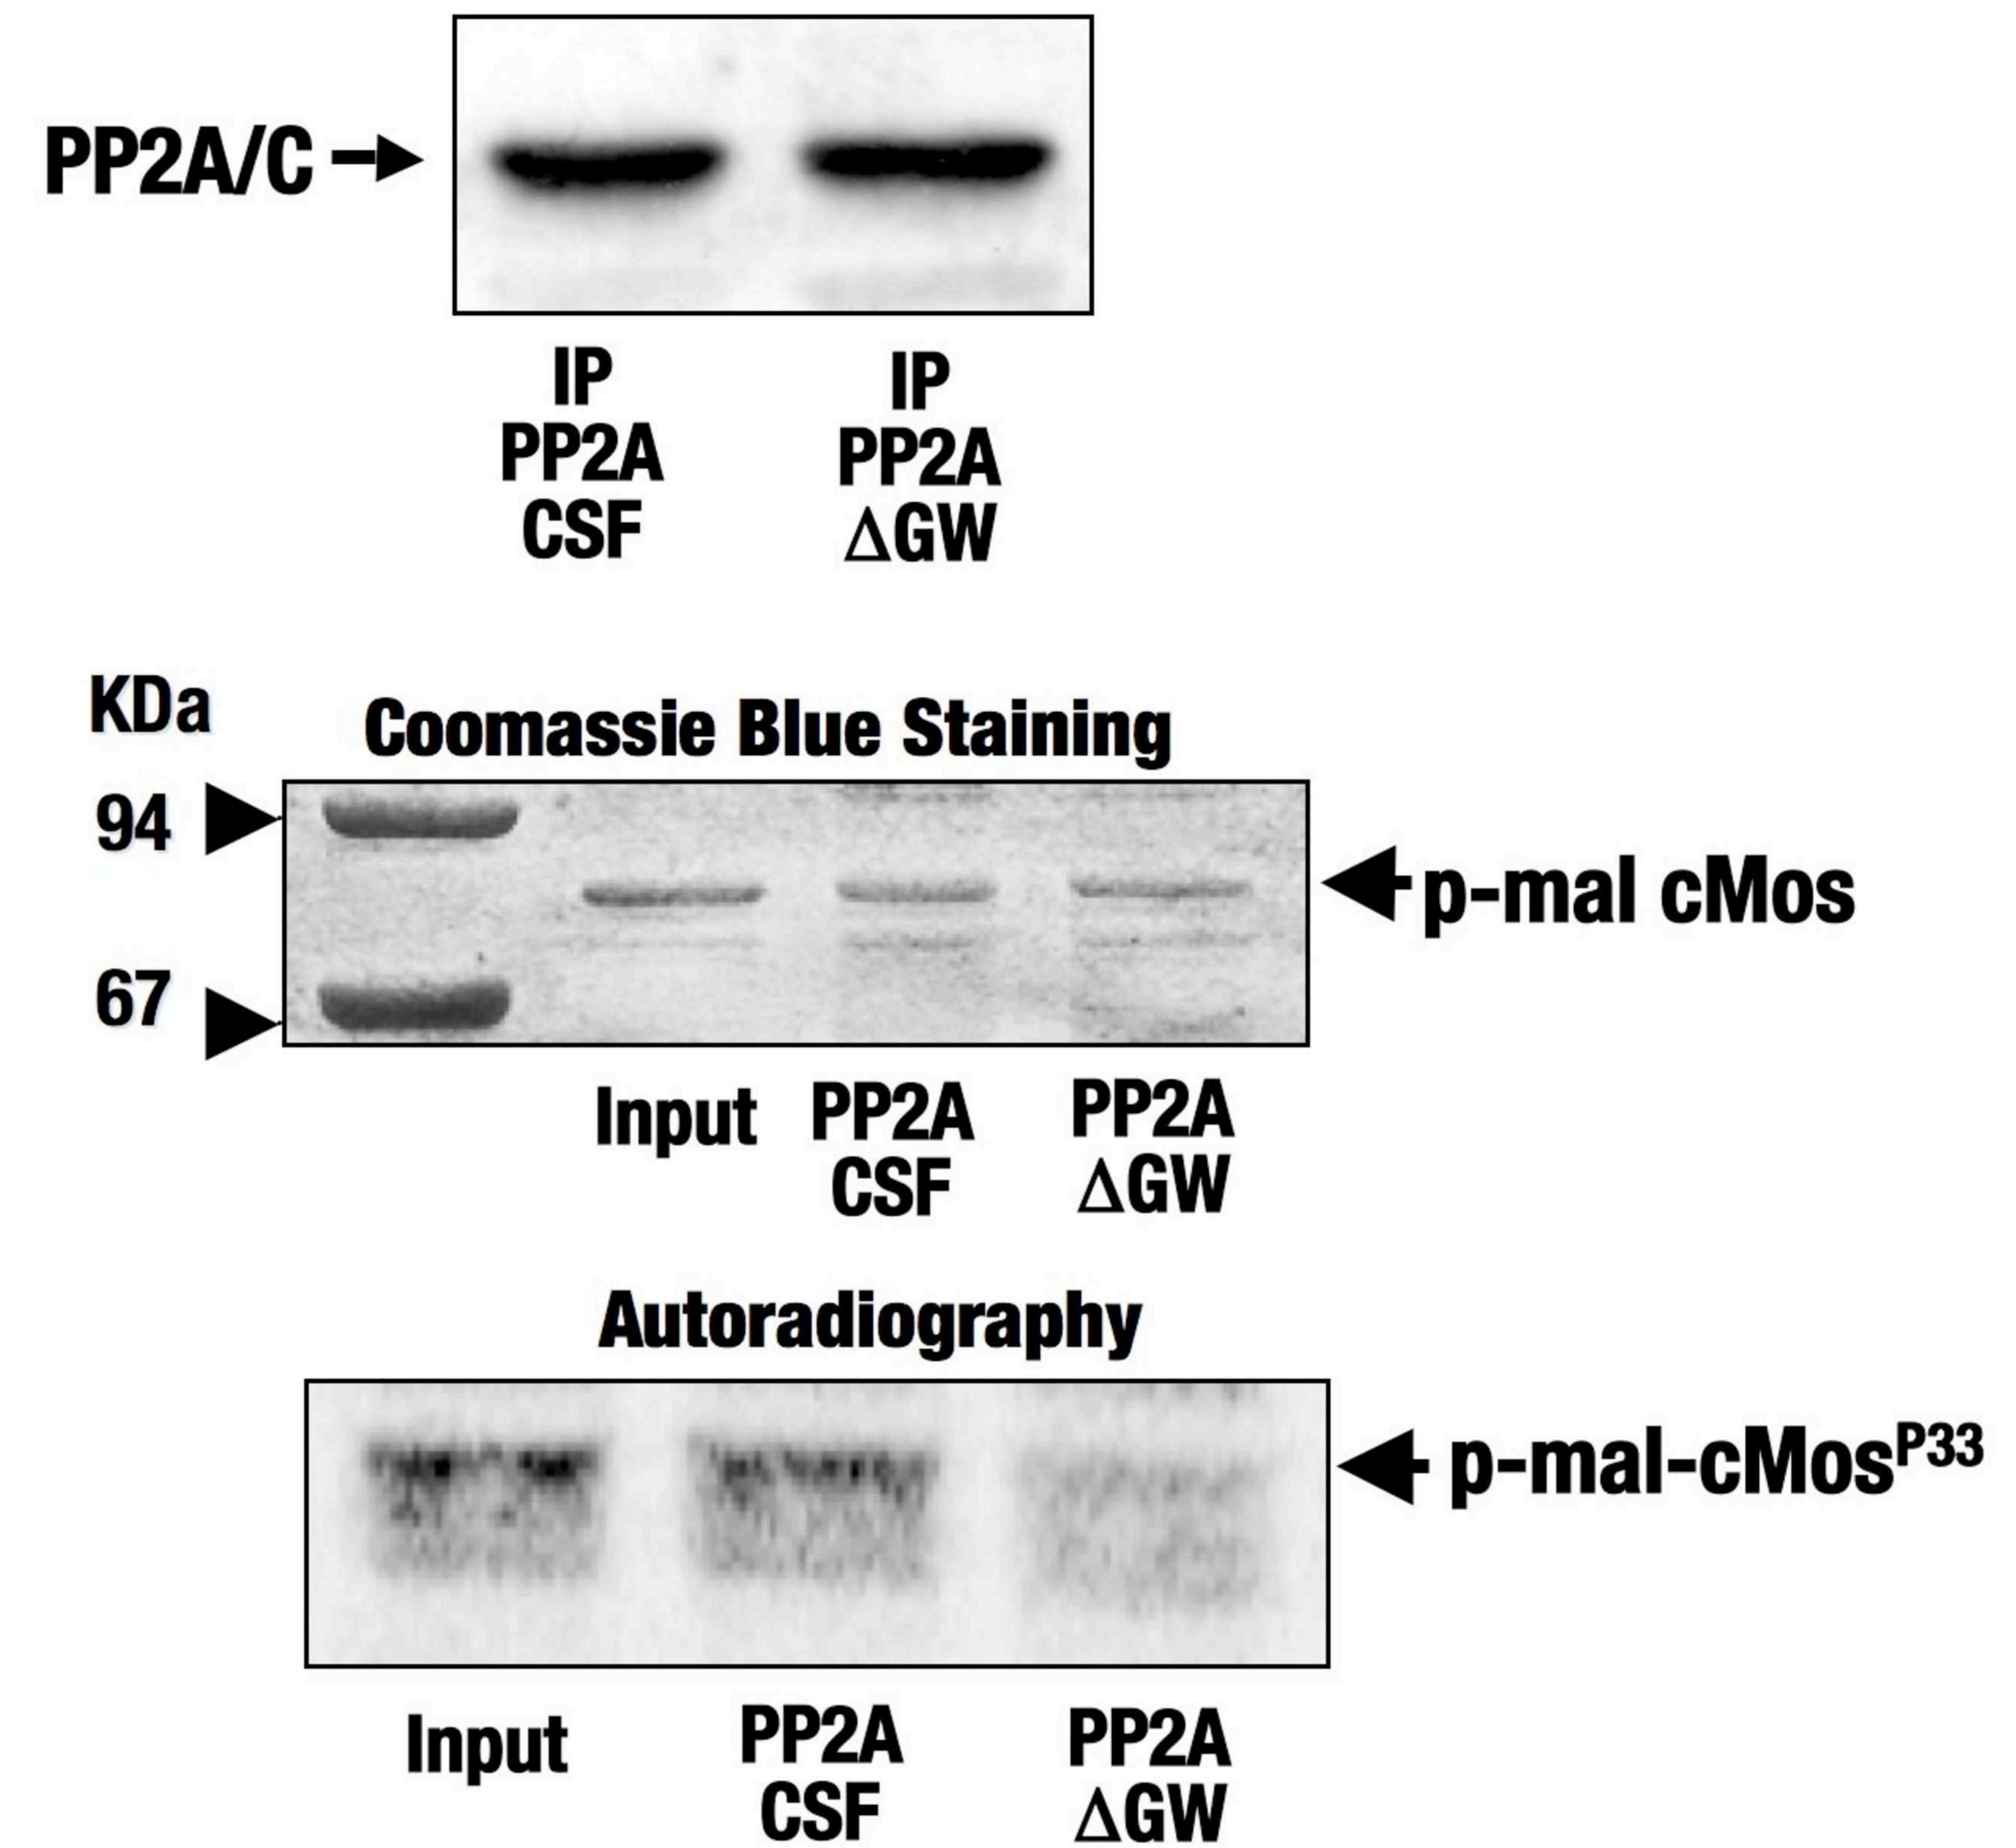 PP2A/C
IP IP
PP2A PP2A
CSF ΔGW
KDa
Coomassie Blue Staining
94
p-mal cMos
67
Input PP2A PP2A
CSF ΔGW
Autoradiography
p-mal-cMosP33
Input PP2A PP2A
CSF ΔGW